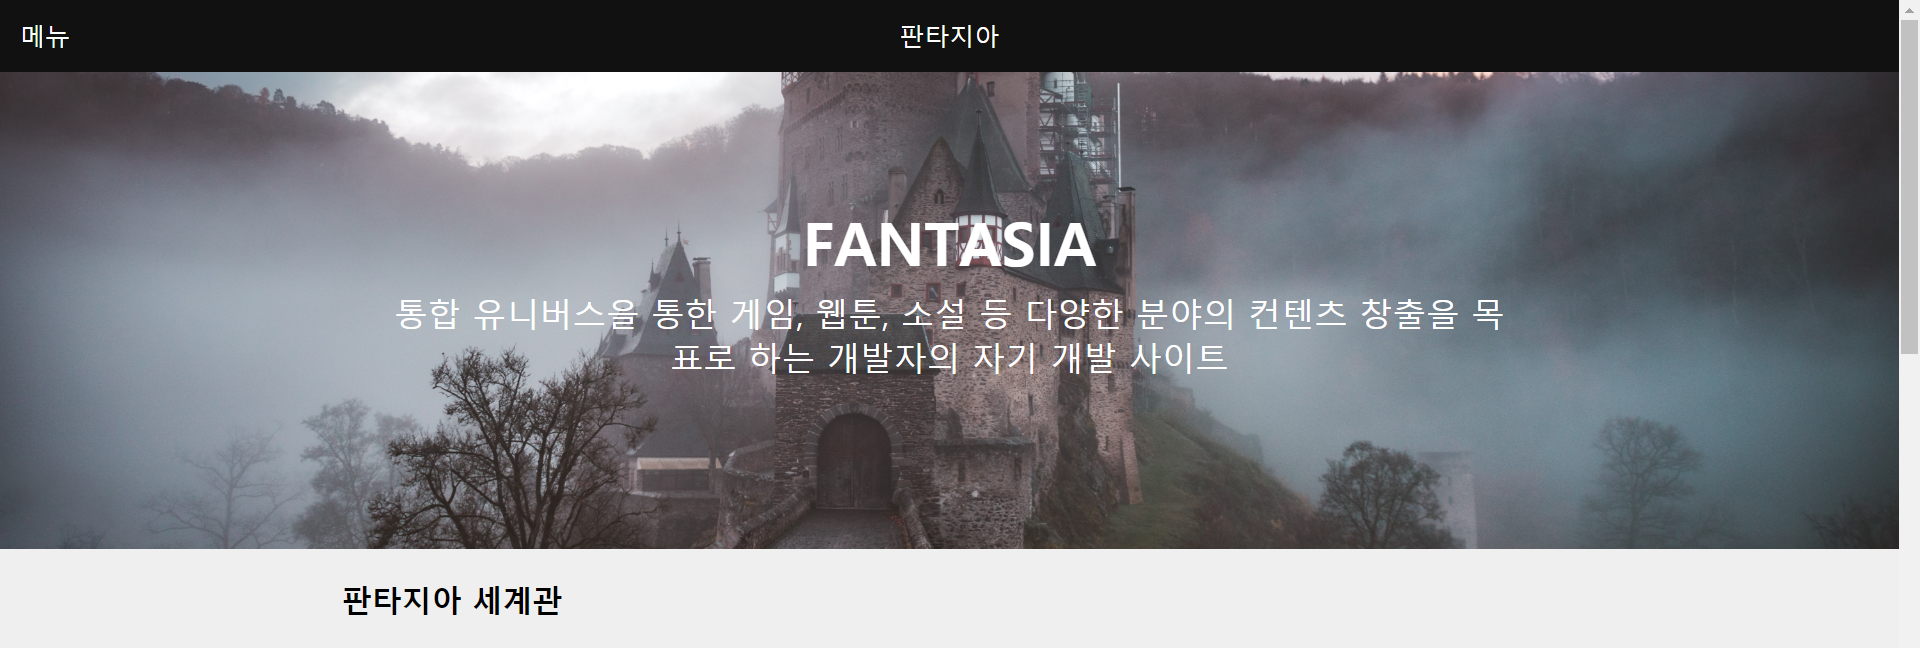 메뉴
판타지아
FANTASIA
통합 유니버스을 통한 게임, 웹툰, 소설 등 다양한 분야의 컨텐츠 창출을 목
표로 하는 개발자의 자기 개발 사이트
판타지아 세계관